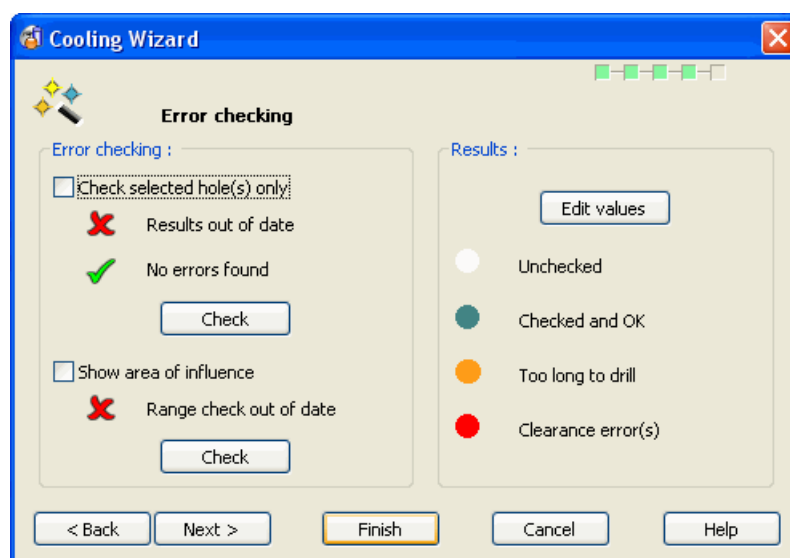 Cooling Wizard
Error checking
Error checking :
Check selected hole(s) only
Results out of date
No errors found
Check
Show area of influence
Range check out of date
Check
Results :
Edit values
Unchecked
Checked and OK
Too long to drill
Clearance error(s)
< Back
Next >
Finish
Cancel
Help